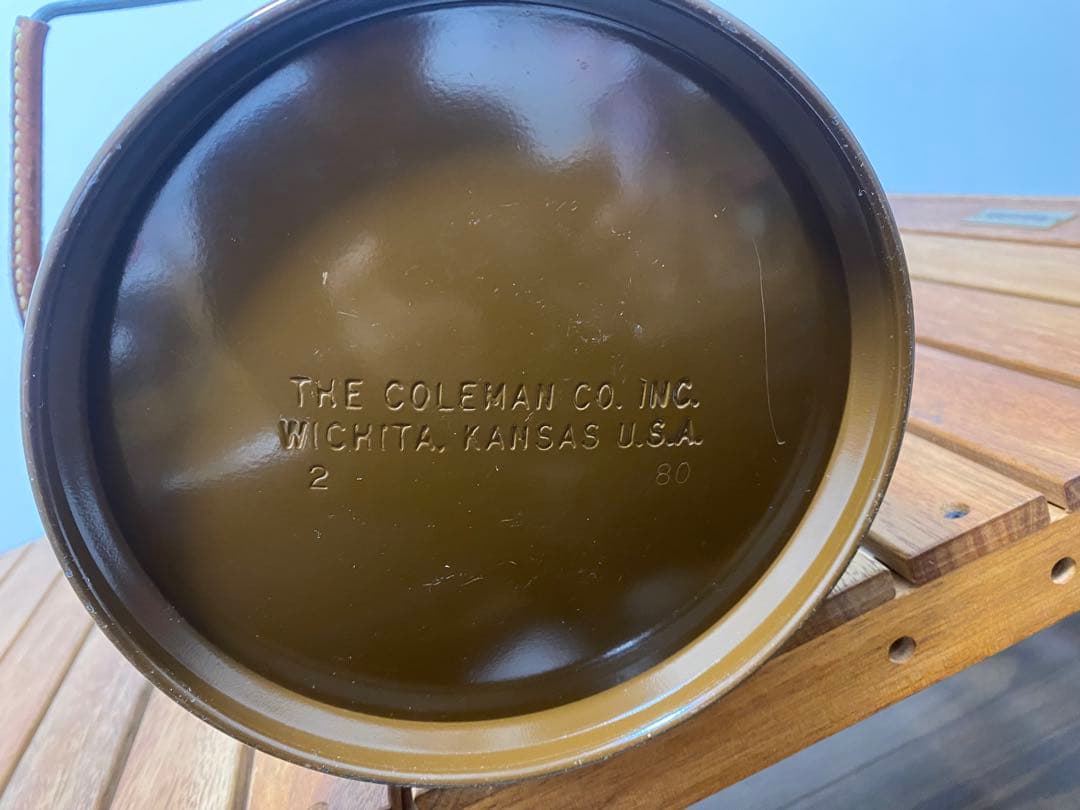 THE COLEMAN CO. INC.
WICHITA, KANSAS U.S.A.
2 80